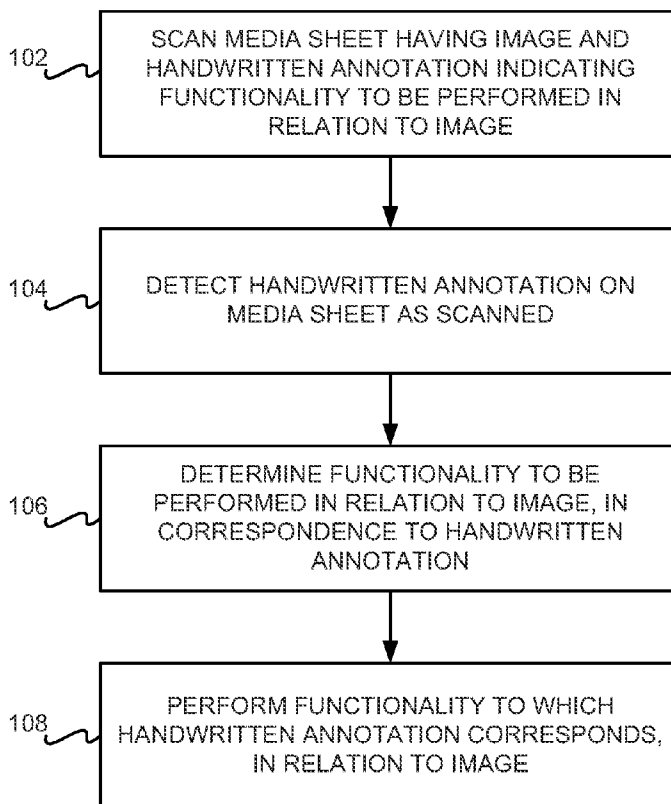 102
SCAN MEDIA SHEET HAVING IMAGE AND
HANDWRITTEN ANNOTATION INDICATING
FUNCTIONALITY TO BE PERFORMED IN
RELATION TO IMAGE
104
DETECT HANDWRITTEN ANNOTATION ON
MEDIA SHEET AS SCANNED
106
DETERMINE FUNCTIONALITY TO BE
PERFORMED IN RELATION TO IMAGE, IN
CORRESPONDENCE TO HANDWRITTEN
ANNOTATION
108
PERFORM FUNCTIONALITY TO WHICH
HANDWRITTEN ANNOTATION CORRESPONDS,
IN RELATION TO IMAGE